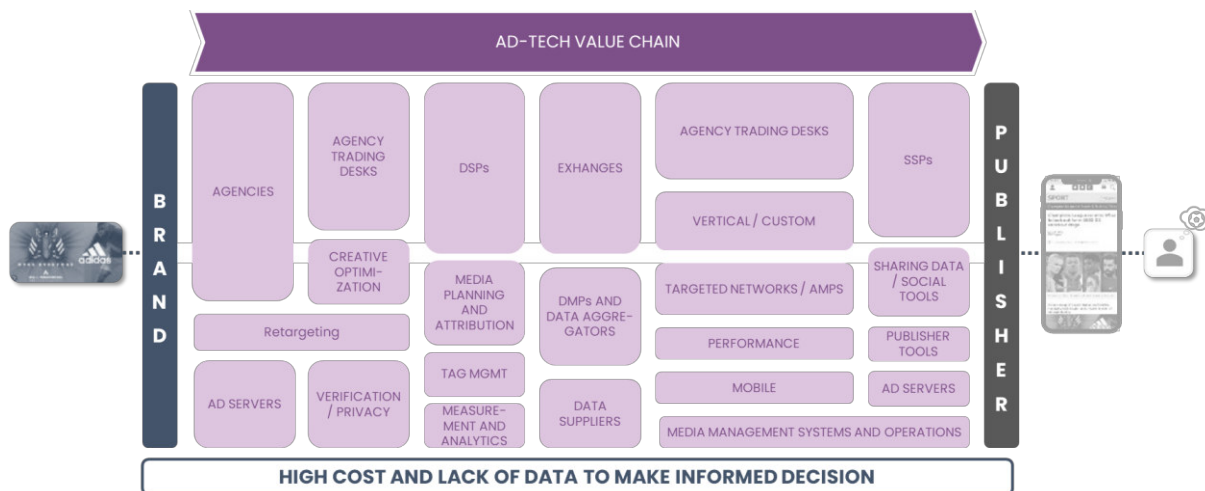 AD-TECH VALUE CHAIN
BRAND
AGENCIES
AGENCY
TRADING
DESKS
DSPs
EXHANGES
AGENCY TRADING DESKS
SSPs
VERTICAL / CUSTOM
CREATIVE
OPTIMI-
ZATION
MEDIA
PLANNING
AND
ATTRIBUTION
DMPs AND
DATA AGGRE-
GATORS
TARGETED NETWORKS / AMPS
SHARING DATA
/ SOCIAL
TOOLS
Retargeting
PERFORMANCE
PUBLISHER
TOOLS
TAG MGMT
MOBILE
AD SERVERS
AD SERVERS
VERIFICATION
/ PRIVACY
MEASURE-
MENT AND
ANALYTICS
DATA
SUPPLIERS
MEDIA MANAGEMENT SYSTEMS AND OPERATIONS
PUBLISHER
adidas
SPORT
HIGH COST AND LACK OF DATA TO MAKE INFORMED DECISION